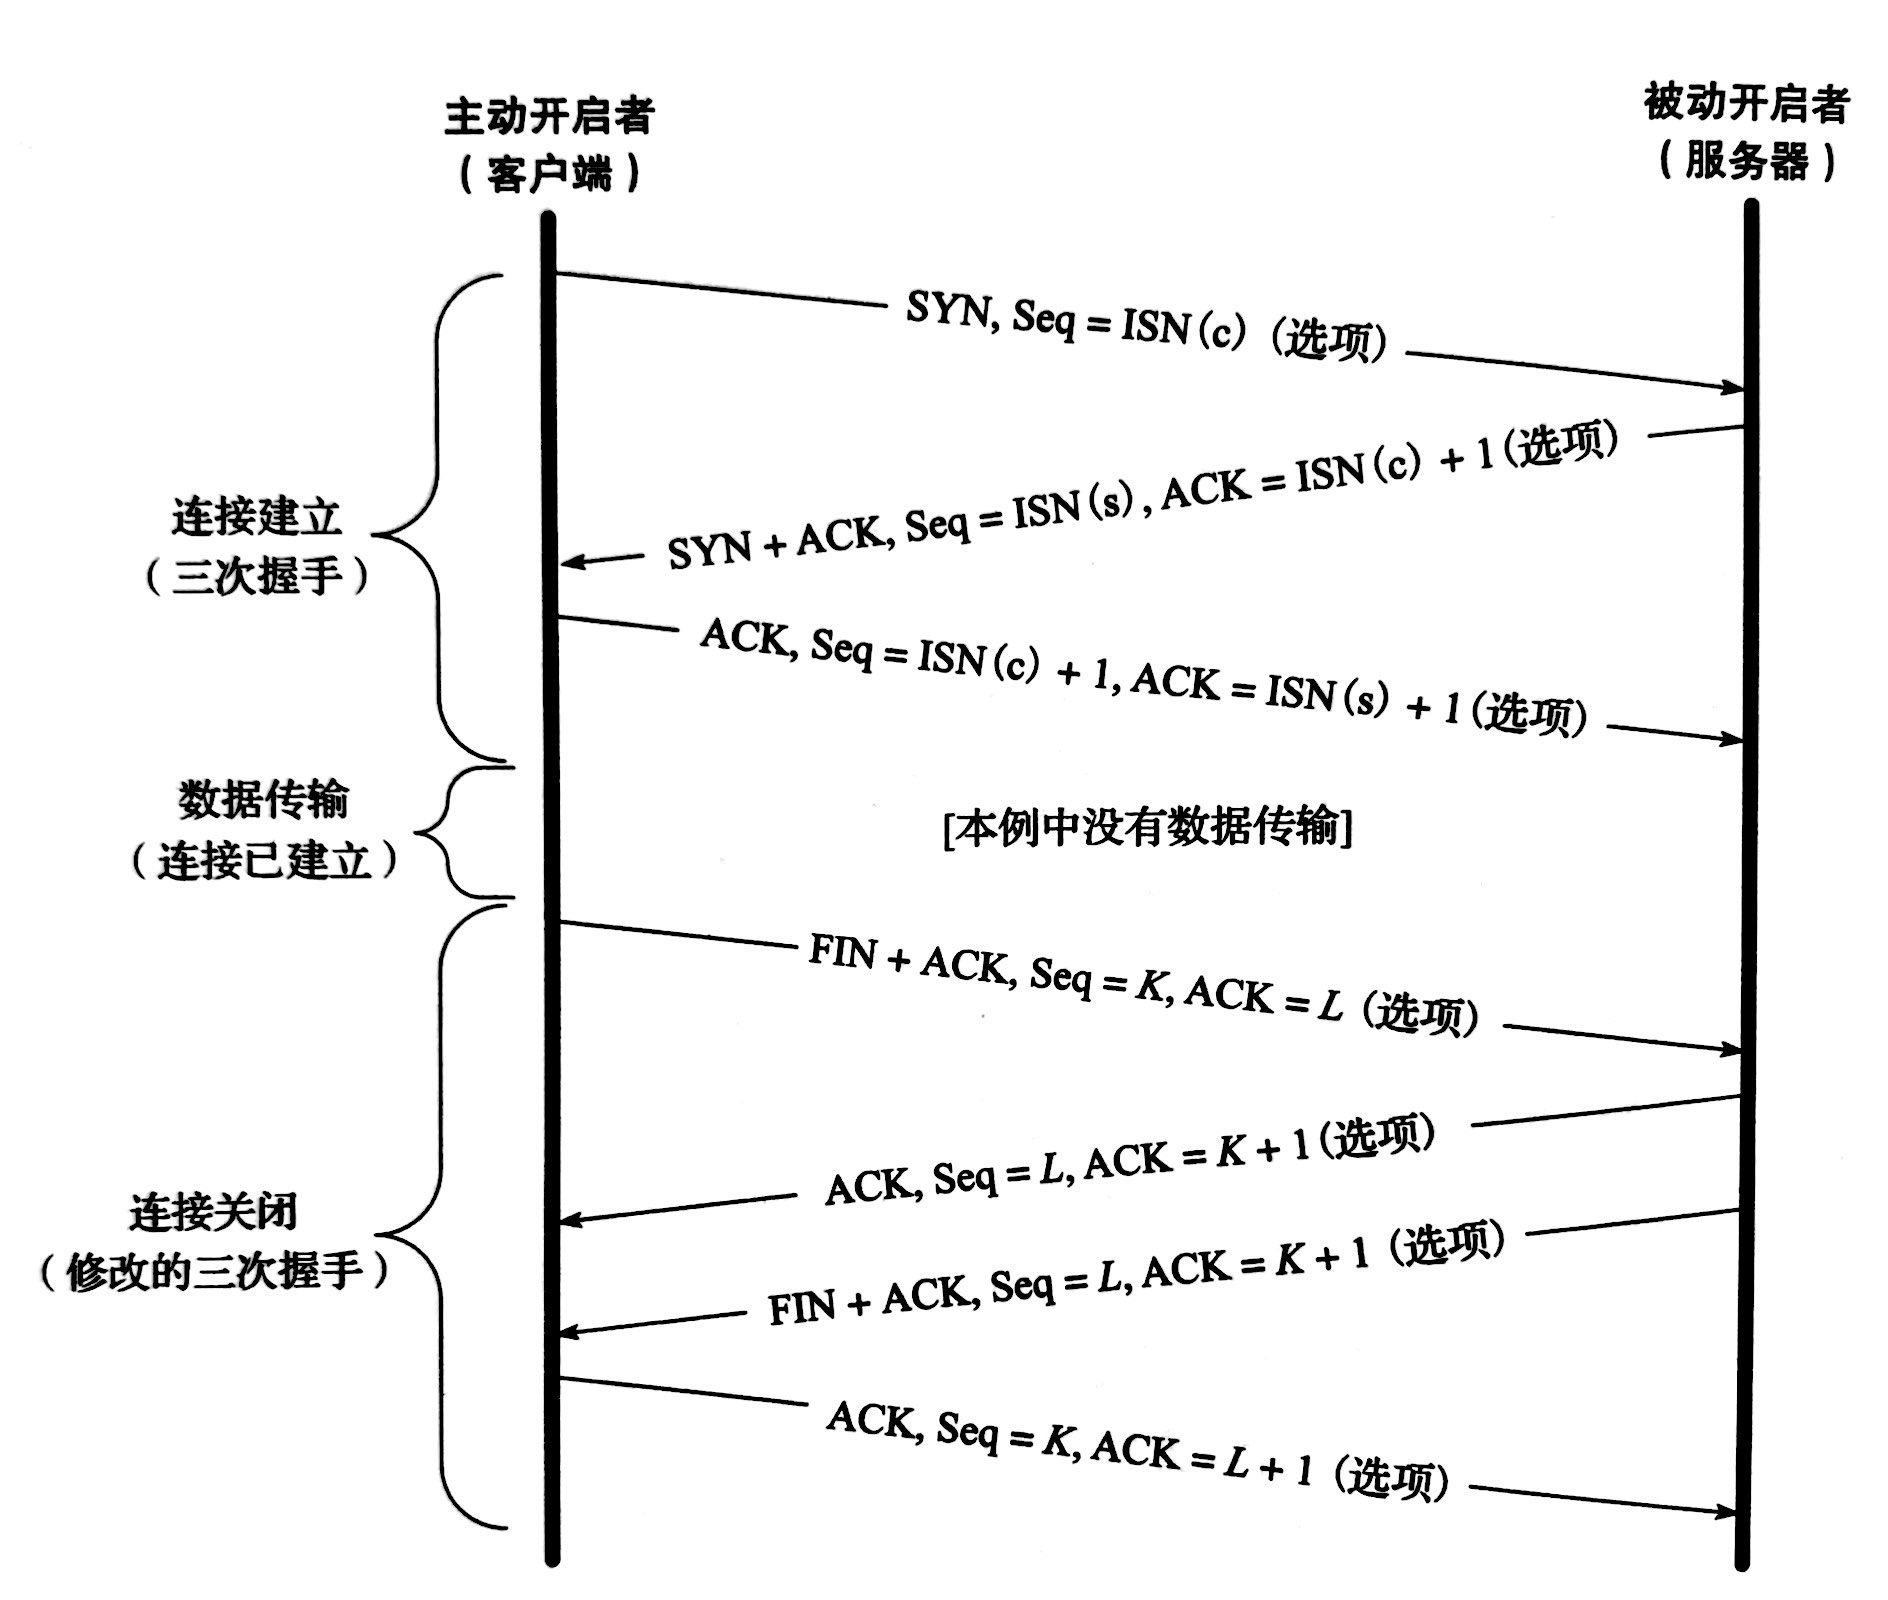 主动开启者
（客户端）
被动开启者
（服务器）
SYN, Seq = ISN(c) (选项)
SYN + ACK, Seq = ISN(s), ACK = ISN(c) + 1(选项)
连接建立
（三次握手）
ACK, Seq = ISN(c) + 1, ACK = ISN(s) + 1(选项)
数据传输
（连接已建立）
[本例中没有数据传输]
FIN + ACK, Seq = K, ACK = L (选项)
ACK, Seq = L, ACK = K + 1(选项)
连接关闭
（修改的三次握手）
FIN + ACK, Seq = L, ACK = K + 1 (选项)
ACK, Seq = K, ACK = L + 1 (选项)